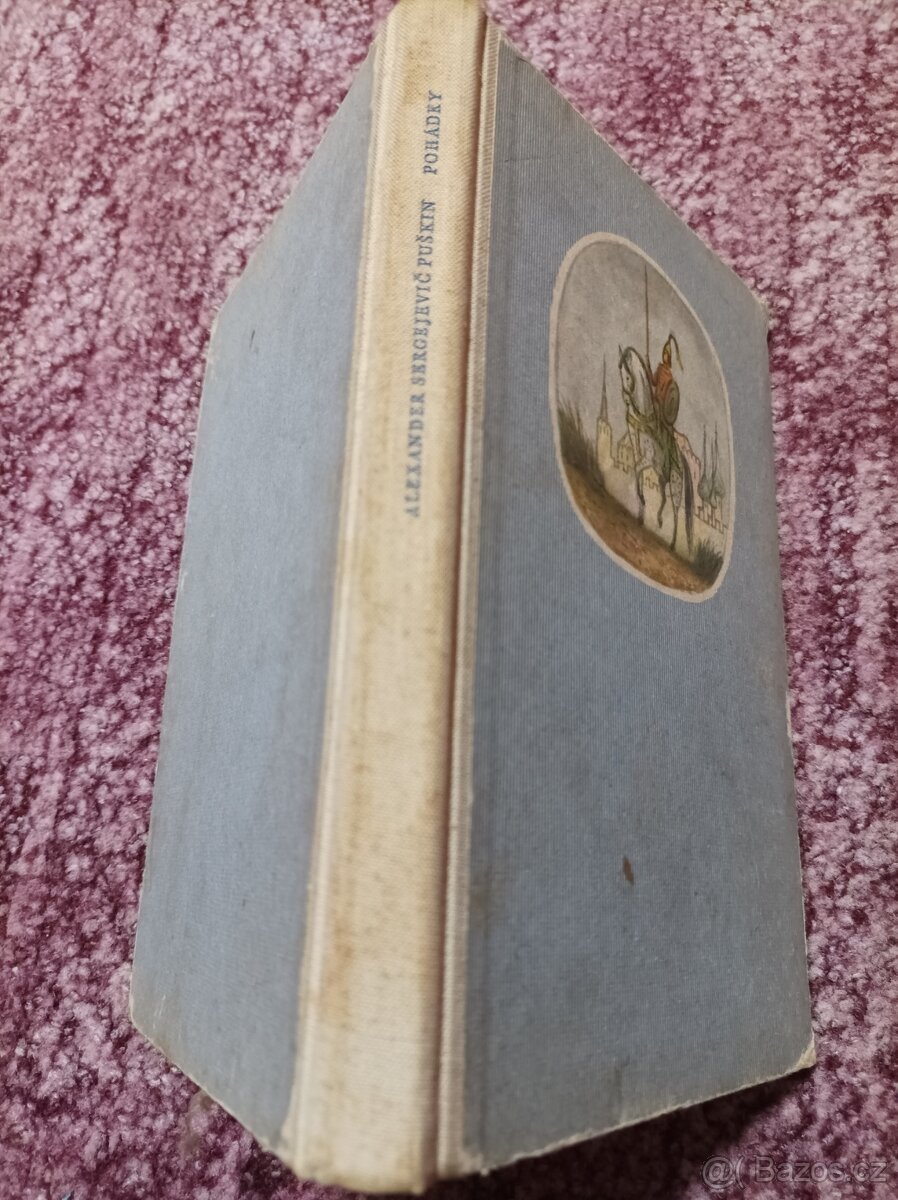 ALEXANDER SERGEJEVIČ PUŠKIN POHÁDKY
@( Bazos.cz